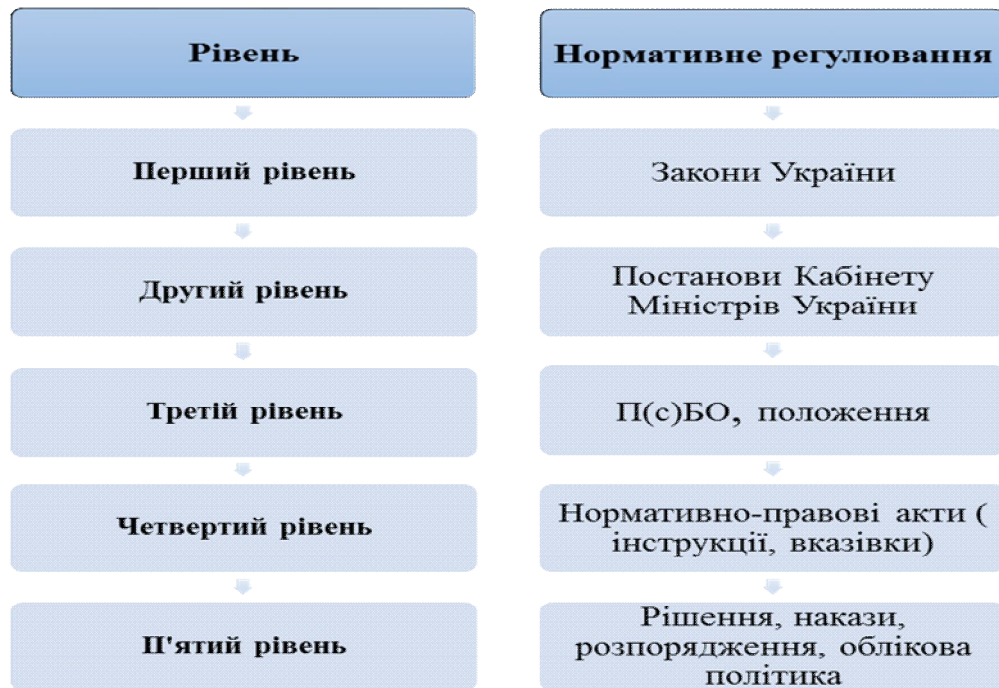 Рівень
Нормативне регулювання
Перший рівень
Закони України
Другий рівень
Постанови Кабінету
Міністрів України
Третій рівень
П(с)БО, положення
Четвертий рівень
Нормативно-правові акти (
інструкції, вказівки)
П'ятий рівень
Рішення, накази,
розпорядження, облікова
політика